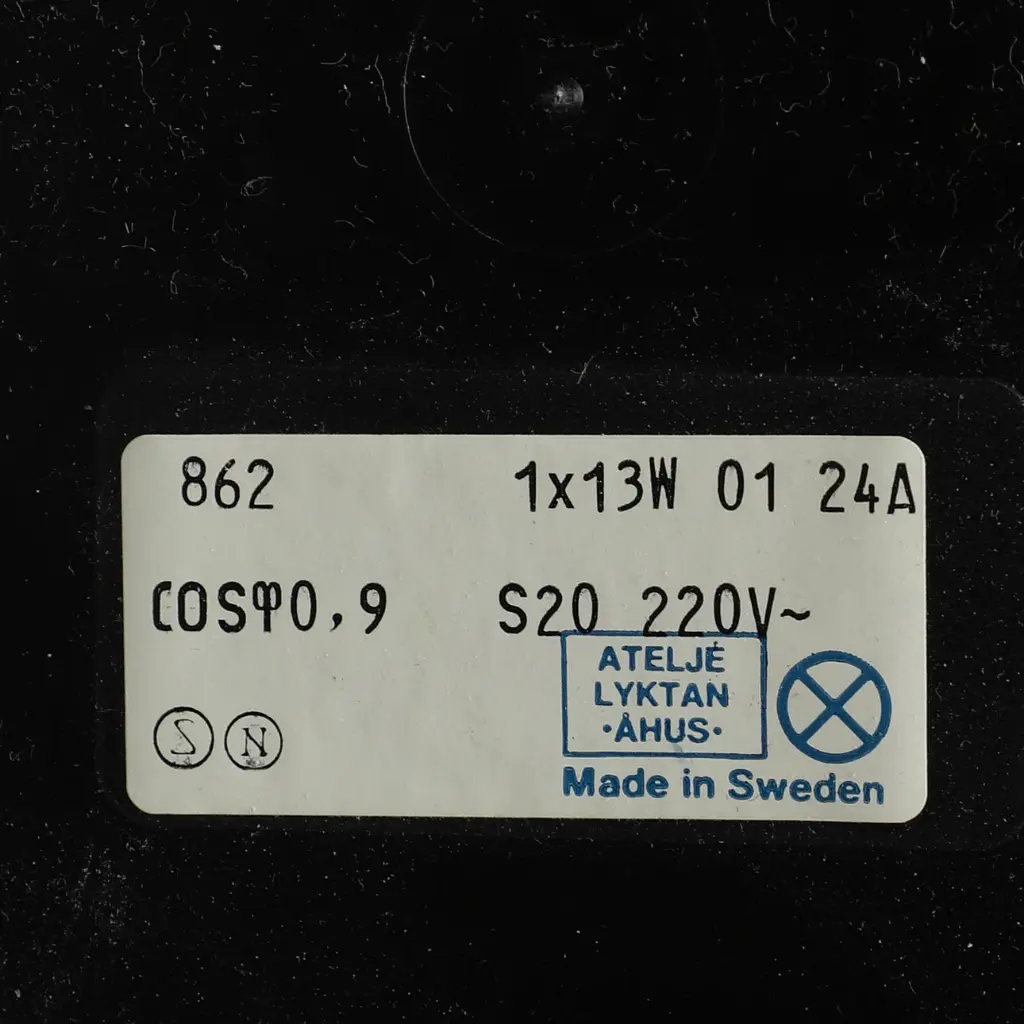 862 1x13W 01 24A
COSφ0,9 S20 220V~
ATELJÉ
LYKTAN
·ÅHUS·
S N
Made in Sweden